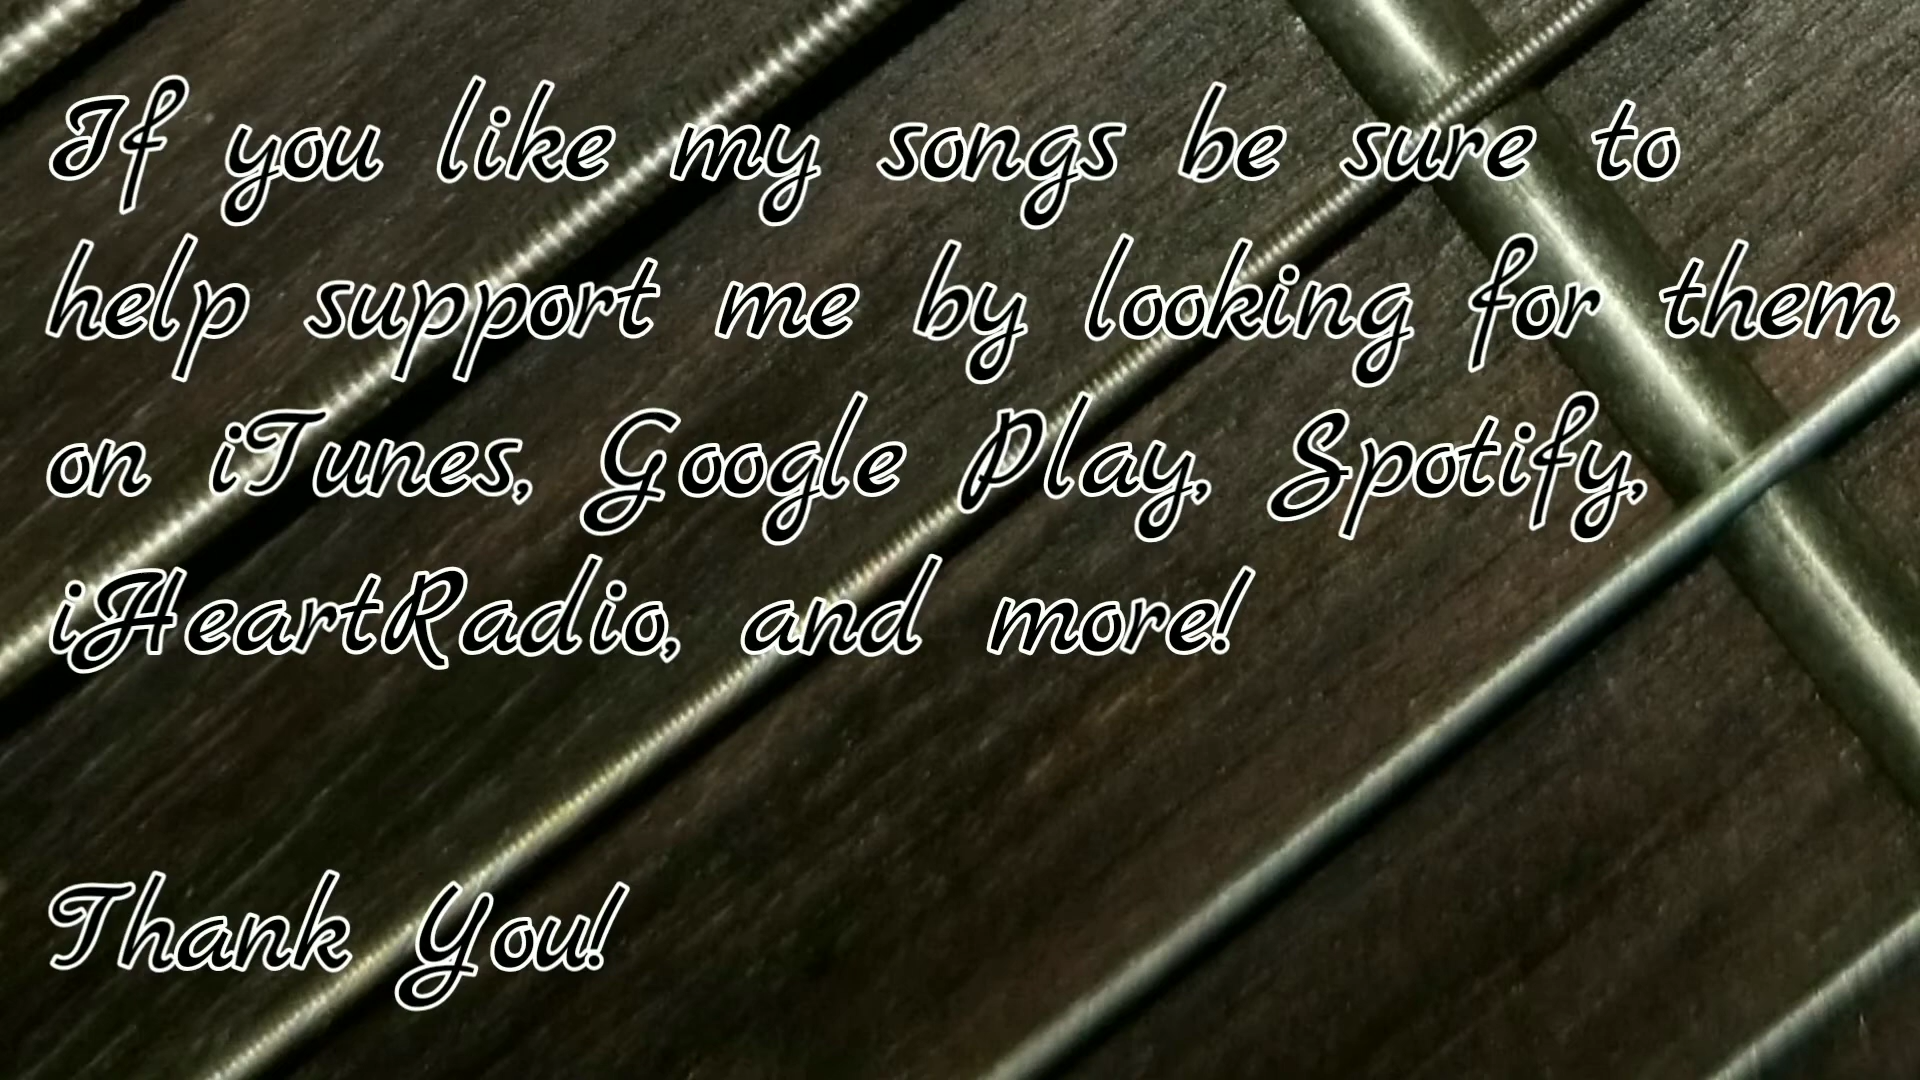 If you like my songs be sure to
help support me by looking for them
on iTunes, Google Play, Spotify,
iHeartRadio, and more!
Thank You!